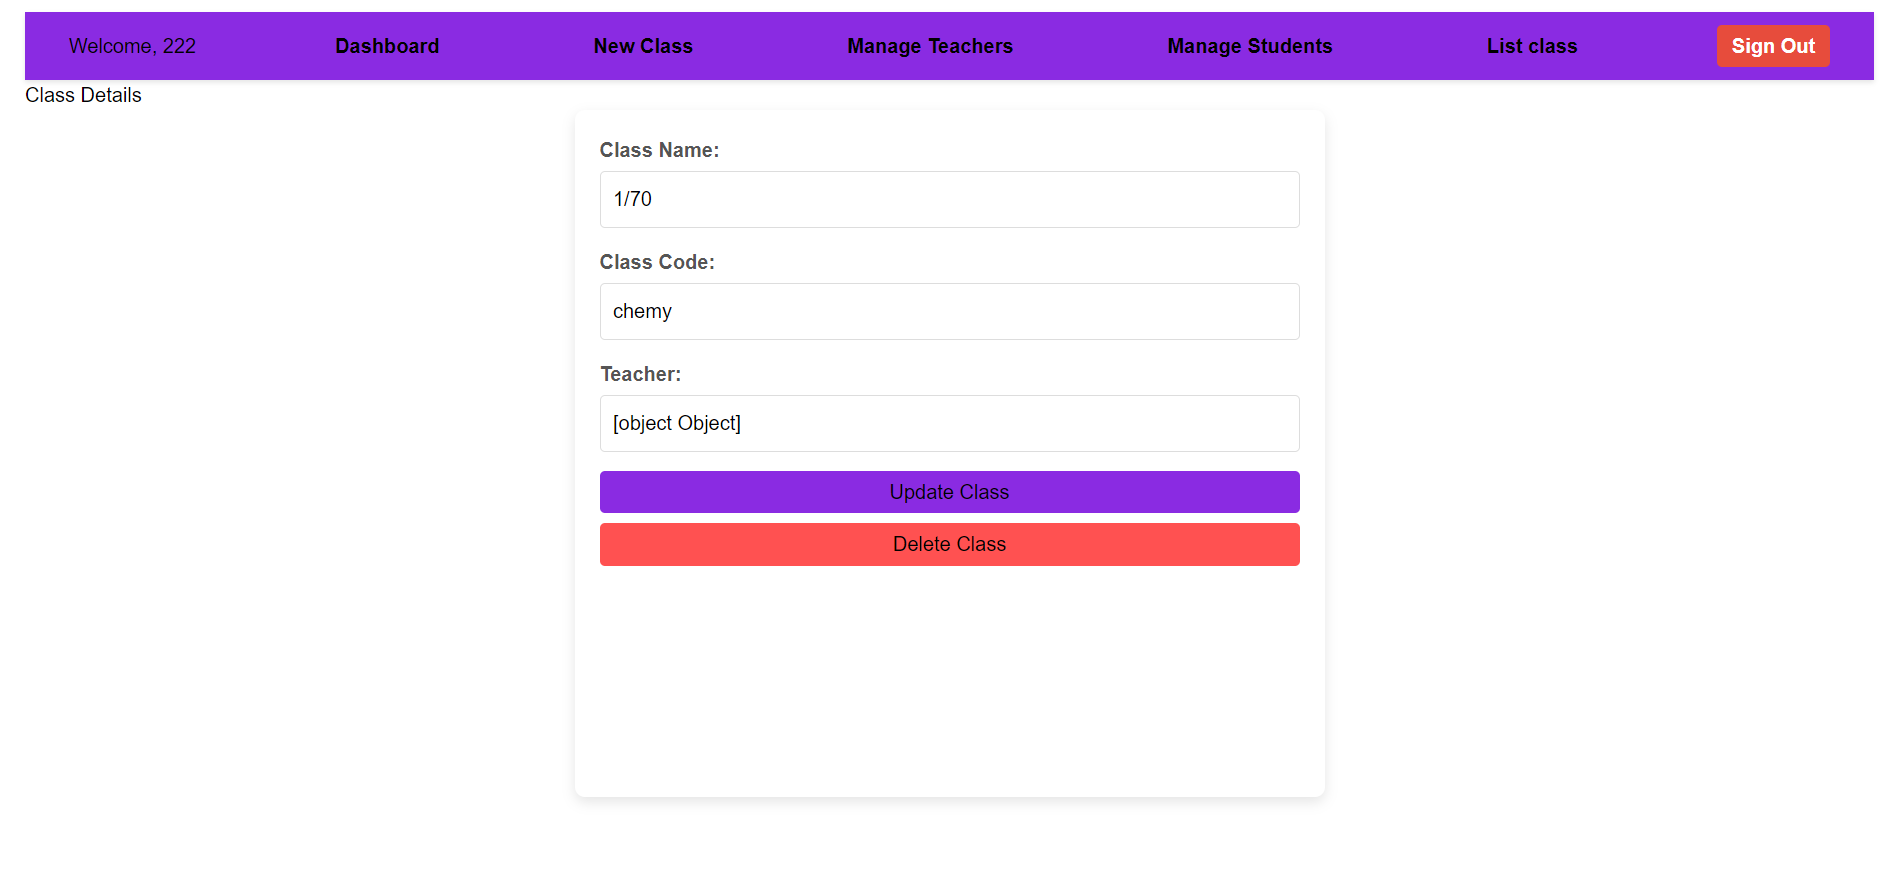 Welcome, 222 Dashboard New Class Manage Teachers Manage Students List class Sign Out
Class Details
Class Name:
1/70
Class Code:
chemy
Teacher:
[object Object]
Update Class
Delete Class